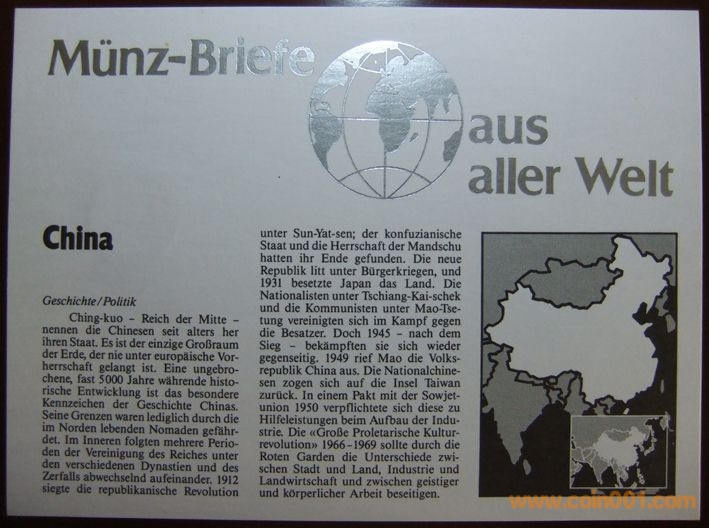 Münz-Briefe
aus
aller Welt
China
Geschichte/Politik
Ching-kuo – Reich der Mitte –
nennen die Chinesen seit alters her
ihren Staat. Es ist der einzige Großraum
der Erde, der nie unter europäische Vor-
herrschaft gelangt ist. Eine ungebro-
chene, fast 5000 Jahre währende histo-
rische Entwicklung ist das besondere
Kennzeichen der Geschichte Chinas.
Seine Grenzen waren lediglich durch die
im Norden lebenden Nomaden gefähr-
det. Im Inneren folgten mehrere Perio-
den der Vereinigung des Reiches unter
den verschiedenen Dynastien und des
Zerfalls abwechselnd aufeinander. 1912
siegte die republikanische Revolution
unter Sun-Yat-sen; der konfuzianische
Staat und die Herrschaft der Mandschu
hatten ihr Ende gefunden. Die neue
Republik litt unter Bürgerkriegen, und
1931 besetzte Japan das Land. Die
Nationalisten unter Tschiang-Kai-schek
und die Kommunisten unter Mao-Tse-
tung vereinigten sich im Kampf gegen
die Besatzer. Doch 1945 – nach dem
Sieg – bekämpften sie sich wieder
gegenseitig. 1949 rief Mao die Volks-
republik China aus. Die Nationalchine-
sen zogen sich auf die Insel Taiwan
zurück. In einem Pakt mit der Sowjet-
union 1950 verpflichtete sich diese zu
Hilfeleistungen beim Aufbau der Indu-
strie. Die «Große Proletarische Kultur-
revolution» 1966–1969 sollte durch die
Roten Garden die Unterschiede zwi-
schen Stadt und Land, Industrie und
Landwirtschaft und zwischen geistiger
und körperlicher Arbeit beseitigen.
www.coin001.com